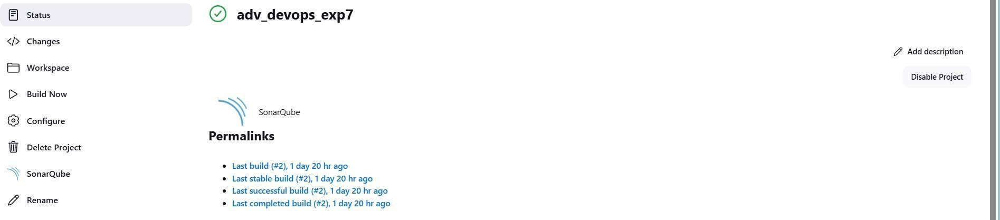 Status
Changes
Workspace
Build Now
Configure
Delete Project
SonarQube
Rename
adv_devops_exp7
Add description
Disable Project
SonarQube
Permalinks
Last build (#2), 1 day 20 hr ago
Last stable build (#2), 1 day 20 hr ago
Last successful build (#2), 1 day 20 hr ago
Last completed build (#2), 1 day 20 hr ago